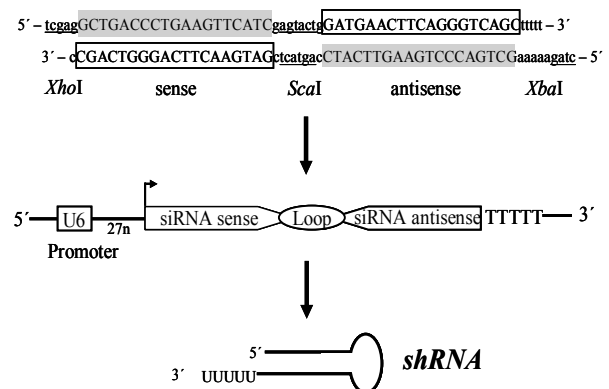 5´ – tcgagGCTGACCCTGAAGTTCATCgagtactgGATGAACTTCAGGGTCAGCttttt – 3´
3´ – cCGACTGGGACTTCAAGTAGctcatgacCTACTTGAAGTCCCAGTCGaaaaagatc – 5´
XhoI sense ScaI antisense XbaI
5´ U6 27n siRNA sense Loop siRNA antisense TTTTT 3´
Promoter
5´ shRNA
3´ UUUUU